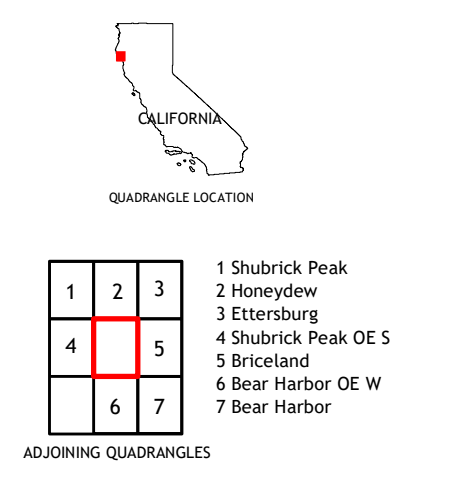 CALIFORNIA
QUADRANGLE LOCATION
1 2 3
4 5
6 7
1 Shubrick Peak
2 Honeydew
3 Ettersburg
4 Shubrick Peak OE S
5 Briceland
6 Bear Harbor OE W
7 Bear Harbor
ADJOINING QUADRANGLES